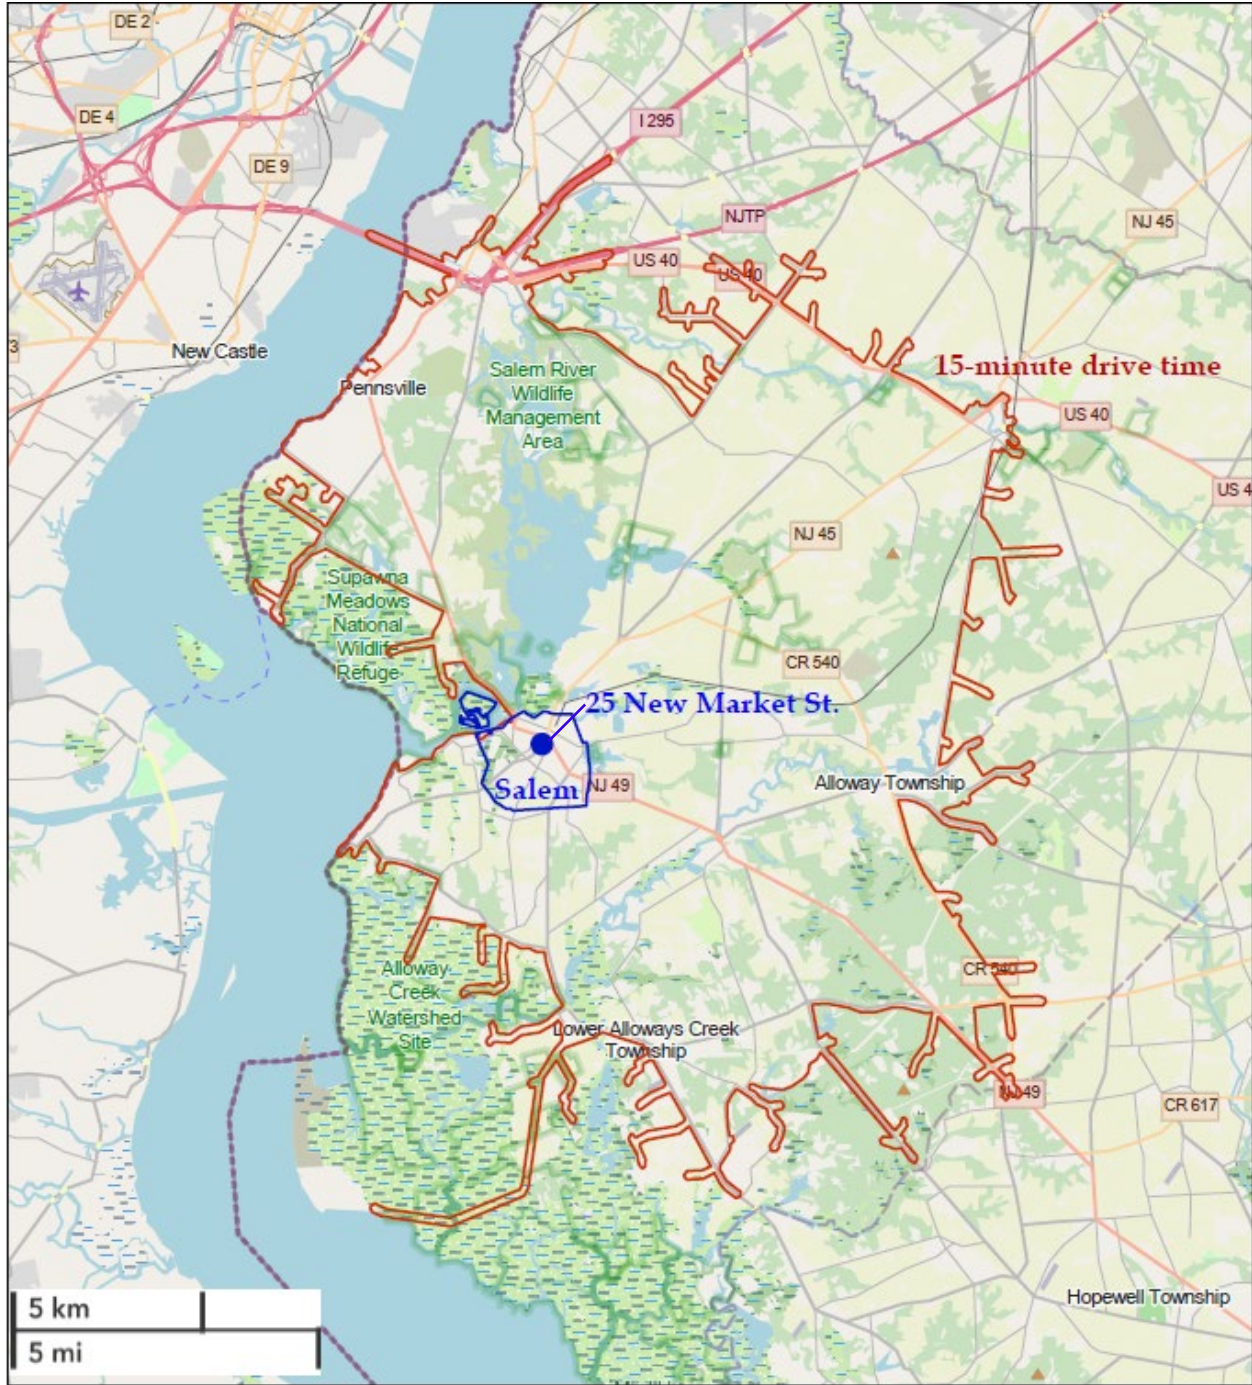 DE 2
DE 4
I 295
DE 9
NJTP
NJ 45
US 40
US 40
3
New Castle
Pennsville
Salem River
Wildlife
Management
Area
15-minute drive time
US 40
US 4
NJ 45
Supawna
Meadows
National
Wildlife
Refuge
CR 540
25 New Market St.
Salem
NJ 49
Alloway Township
Alloway
Creek
Watershed
Site
CR 540
Lower Alloways Creek
Township
NJ 49
CR 617
Hopewell Township
5 km
5 mi